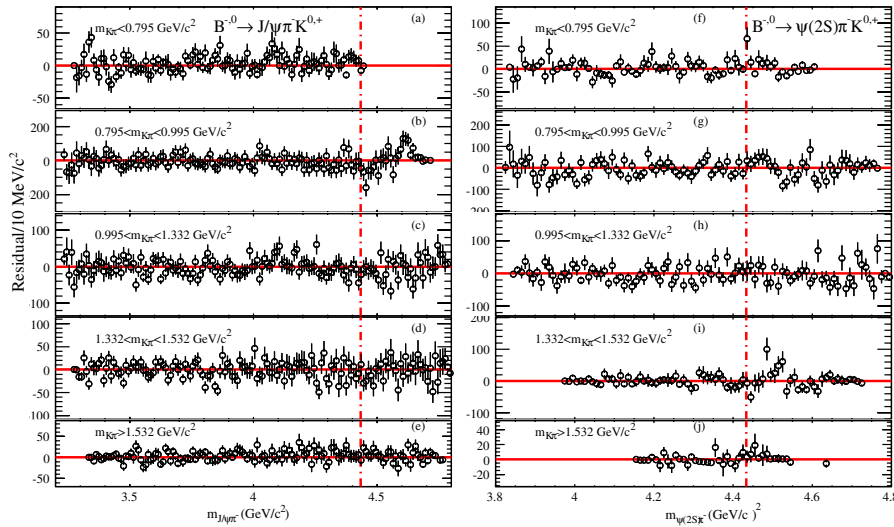 Residual/10 MeV/c²
B⁻,⁰ → J/ψπ⁻K⁰,⁺
m_Kπ<0.795 GeV/c²
(a)
50
0
-50
0.795<m_Kπ<0.995 GeV/c²
(b)
200
0
200
0.995<m_Kπ<1.332 GeV/c²
(c)
100
0
-100
1.332<m_Kπ<1.532 GeV/c²
(d)
100
50
0
-50
-100
m_Kπ>1.532 GeV/c²
(e)
50
0
-50
3.5
4
4.5
m_J/ψπ⁻ (GeV/c²)
B⁻,⁰ → ψ(2S)π⁻K⁰,⁺
m_Kπ<0.795 GeV/c²
(f)
100
50
0
-50
0.795<m_Kπ<0.995 GeV/c²
(g)
200
100
0
-100
200
0.995<m_Kπ<1.332 GeV/c²
(h)
100
0
-100
1.332<m_Kπ<1.532 GeV/c²
(i)
200
100
0
-100
m_Kπ>1.532 GeV/c²
(j)
40
20
0
-20
3.8
4
4.2
4.4
4.6
4.8
m_ψ(2S)π⁻ (GeV/c)²